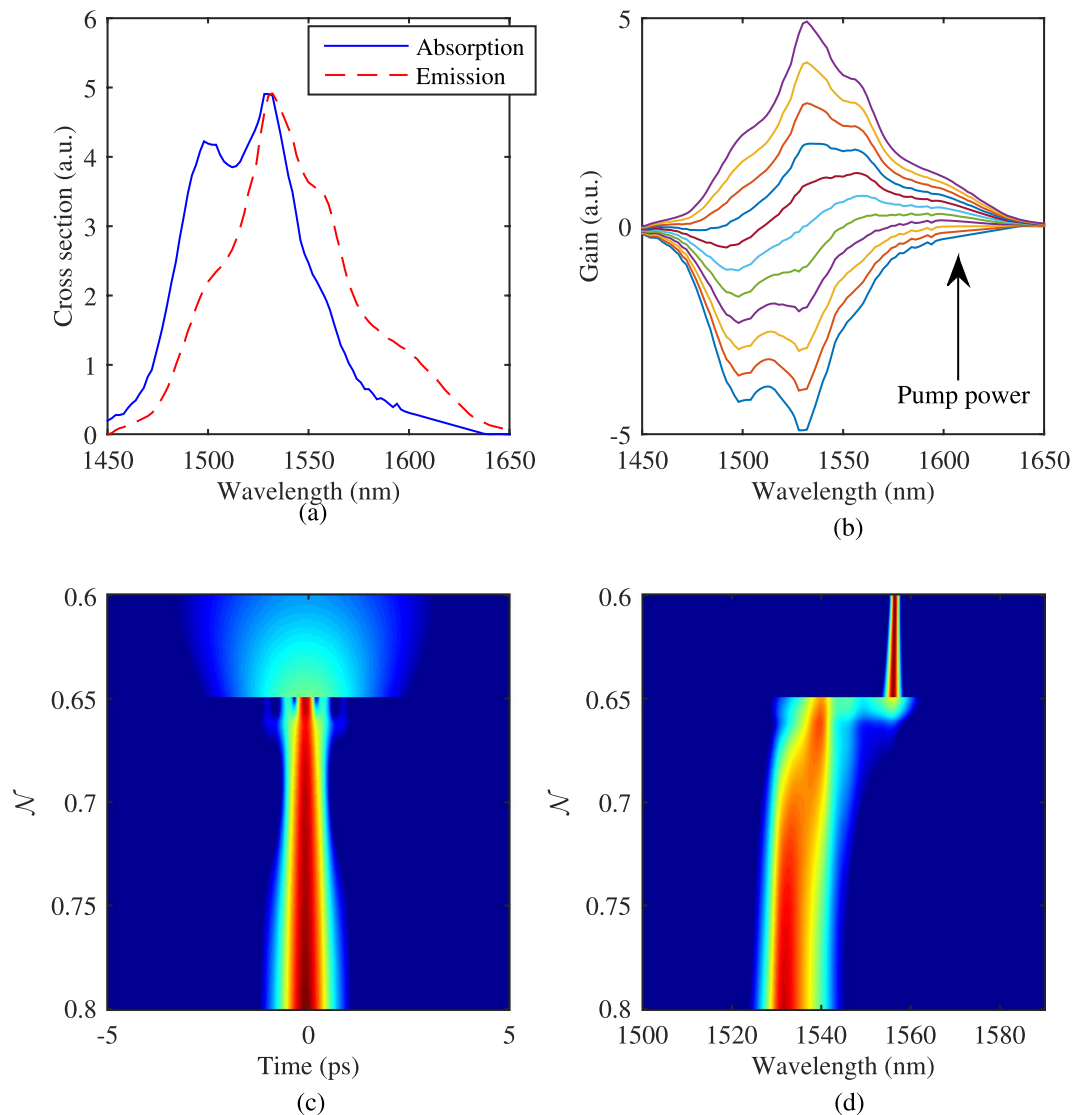 6
5
4
3
2
1
0
Cross section (a.u.)
Absorption
Emission
1450 1500 1550 1600 1650
Wavelength (nm)
(a)
5
0
-5
Gain (a.u.)
Pump power
1450 1500 1550 1600 1650
Wavelength (nm)
(b)
0.6
0.65
0.7
0.75
0.8
𝒩
-5 0 5
Time (ps)
(c)
0.6
0.65
0.7
0.75
0.8
𝒩
1500 1520 1540 1560 1580
Wavelength (nm)
(d)